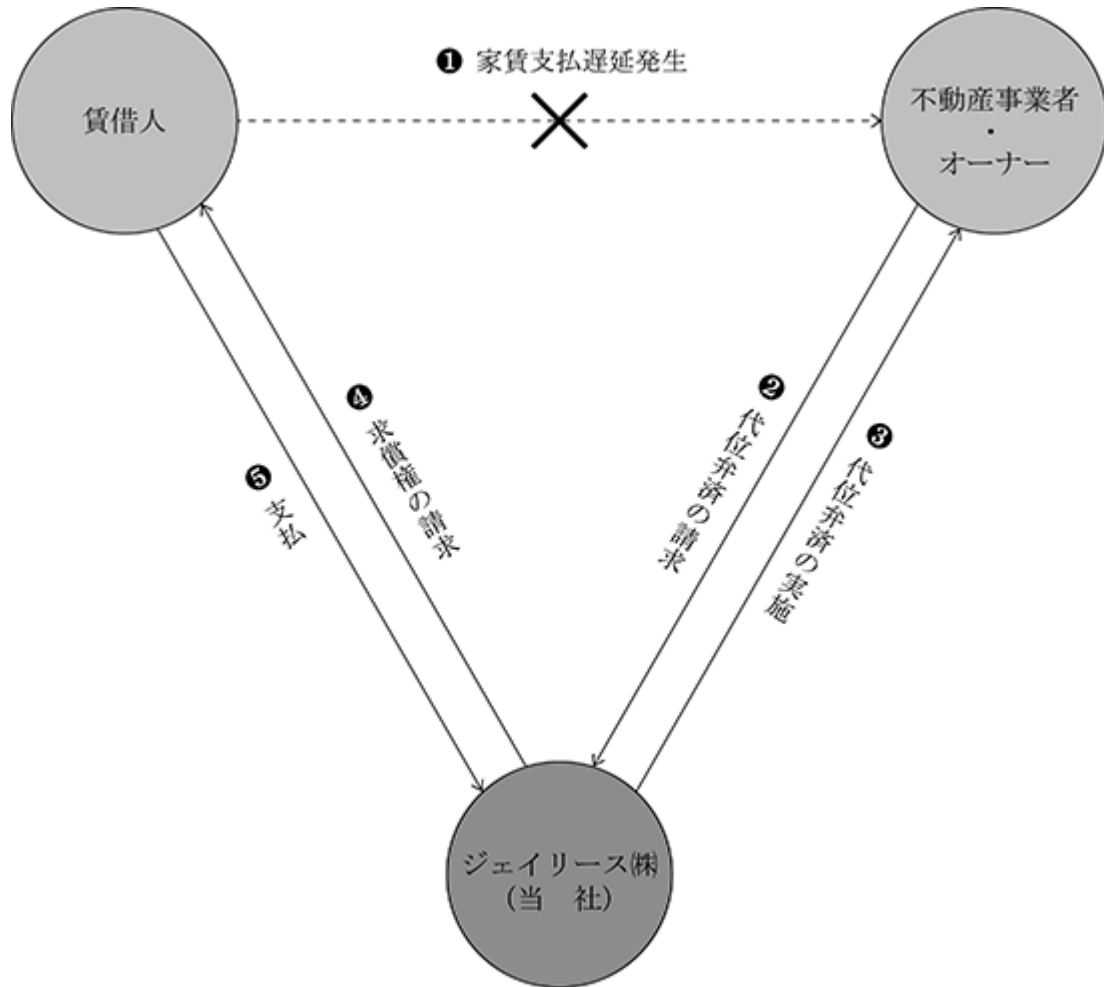 ❶ 家賃支払遅延発生
賃借人
不動産事業者
・
オーナー
❷ 代位弁済の請求
❸ 代位弁済の実施
❹ 求償権の請求
❺ 支払
ジェイリース㈱
(当　社)